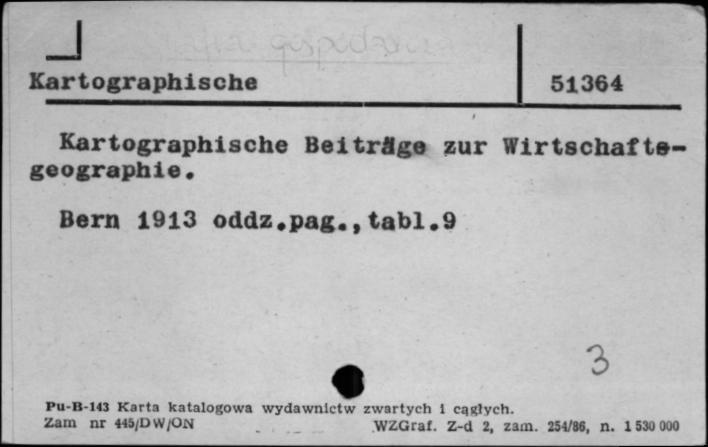 Kartographische 51364
Kartographische Beiträge zur Wirtschafts-
geographie.
Bern 1913 oddz.pag.,tabl.9
3
Pu-B-143 Karta katalogowa wydawnictw zwartych i ciągłych.
Zam nr 445/DW/ON WZGraf. Z-d 2, zam. 254/86, n. 1 530 000